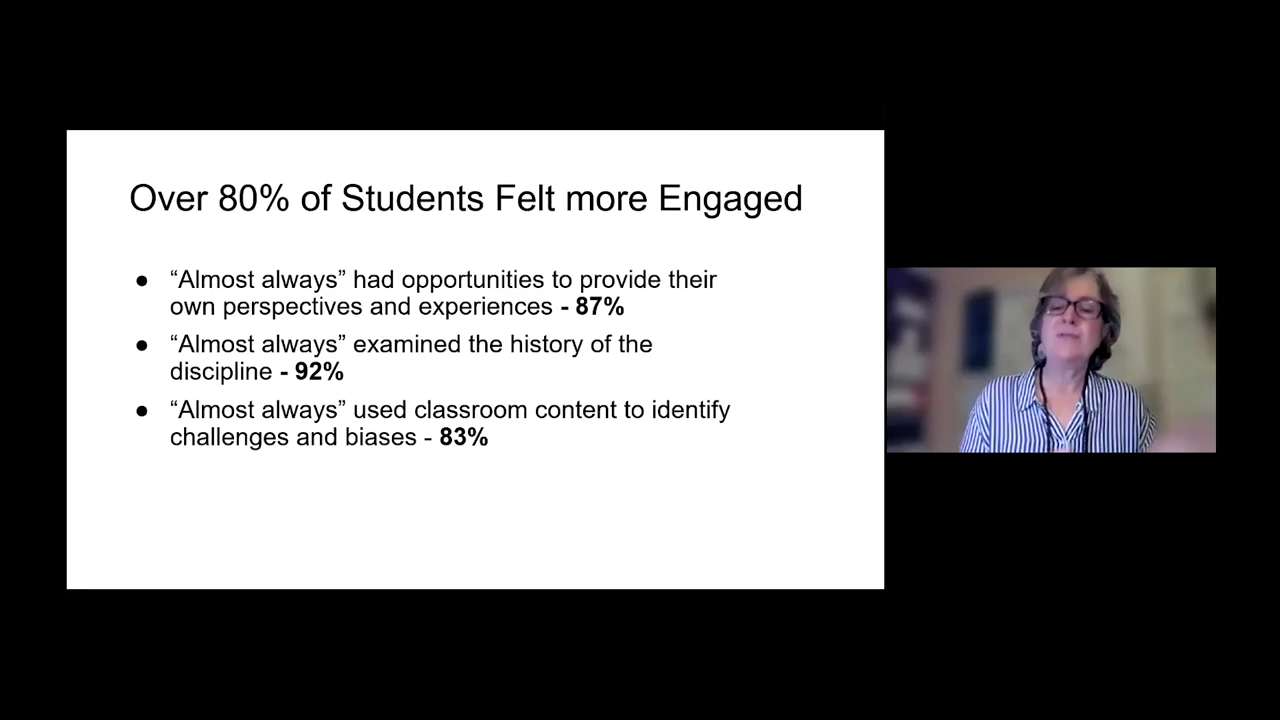 Over 80% of Students Felt more Engaged
● “Almost always” had opportunities to provide their
own perspectives and experiences - 87%
● “Almost always” examined the history of the
discipline - 92%
● “Almost always” used classroom content to identify
challenges and biases - 83%